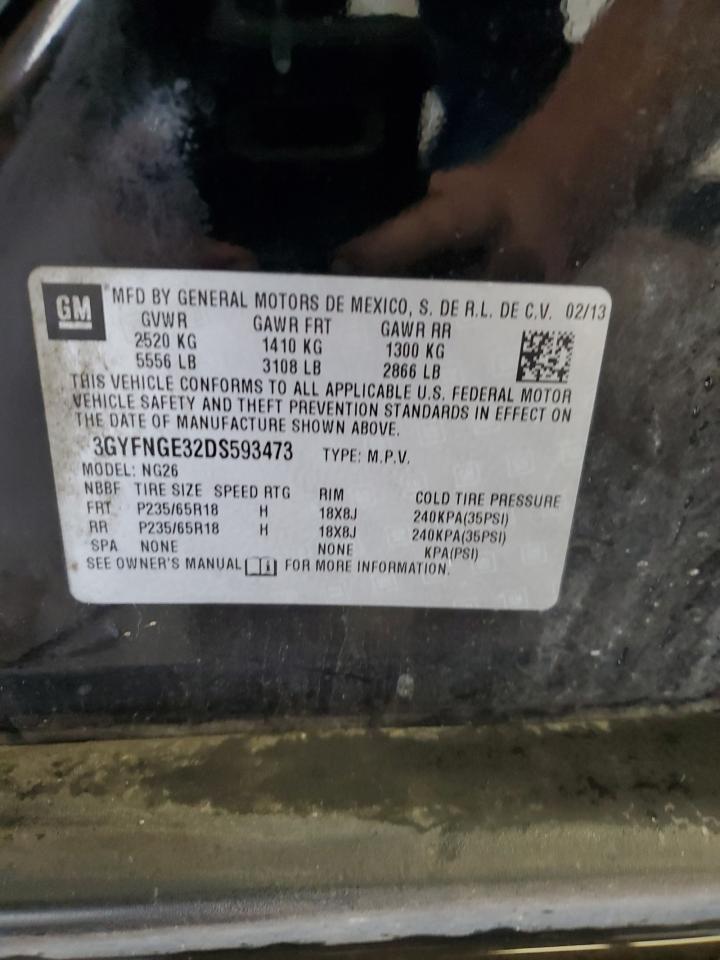 GM MFD BY GENERAL MOTORS DE MEXICO, S. DE R.L. DE C.V. 02/13
GVWR GAWR FRT GAWR RR
2520 KG 1410 KG 1300 KG
5556 LB 3108 LB 2866 LB
THIS VEHICLE CONFORMS TO ALL APPLICABLE U.S. FEDERAL MOTOR
VEHICLE SAFETY AND THEFT PREVENTION STANDARDS IN EFFECT ON
THE DATE OF MANUFACTURE SHOWN ABOVE.
3GYFNGE32DS593473 TYPE: M.P.V.
MODEL: NG26
NBBF TIRE SIZE SPEED RTG RIM COLD TIRE PRESSURE
FRT P235/65R18 H 18X8J 240KPA(35PSI)
RR P235/65R18 H 18X8J 240KPA(35PSI)
SPA NONE NONE KPA(PSI)
SEE OWNER'S MANUAL FOR MORE INFORMATION.